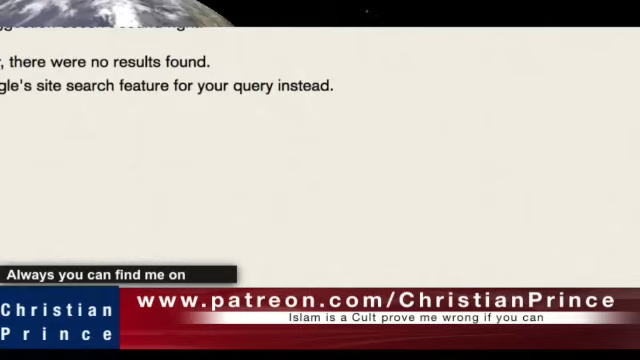 , there were no results found.
gle's site search feature for your query instead.
Always you can find me on
www.patreon.com/ChristianPrince
Islam is a Cult prove me wrong if you can
Christian
Prince